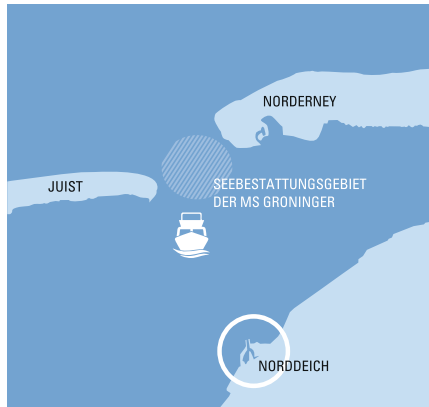 NORDERNEY
JUIST
SEEBESTATTUNGSGEBIET
DER MS GRONINGER
NORDDEICH